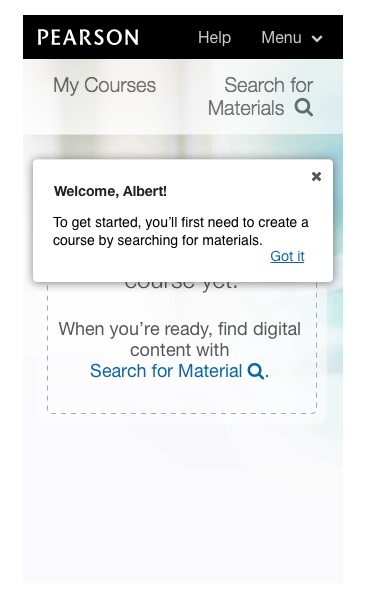 PEARSON Help Menu
My Courses
Search for
Materials
Welcome, Albert!
To get started, you'll first need to create a
course by searching for materials.
Got it
course yet.
When you're ready, find digital
content with
Search for Material .